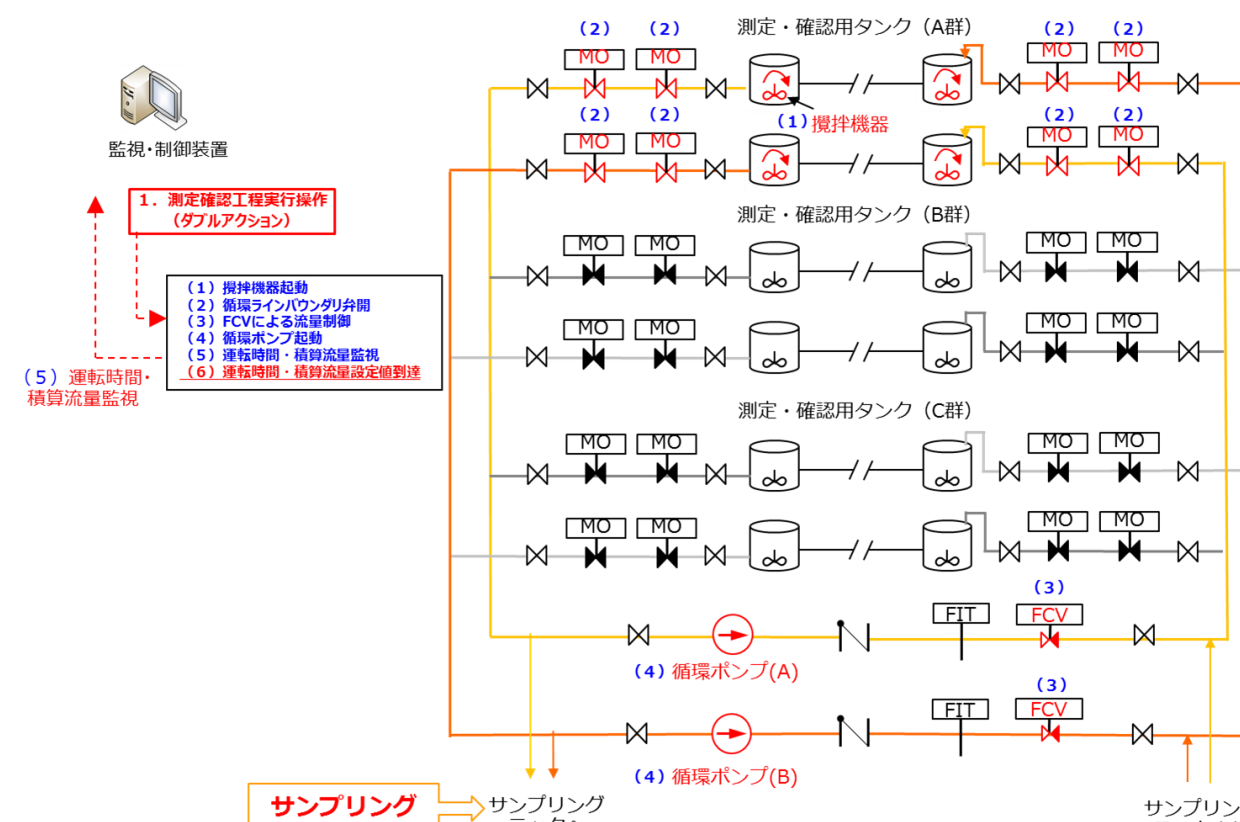 測定・確認用タンク（A群）
（2） （2） （2） （2）
MO MO MO MO
（1）攪拌機器
監視･制御装置
（2） （2） （2） （2）
MO MO MO MO
1．測定確認工程実行操作
（ダブルアクション）
測定・確認用タンク（B群）
MO MO MO MO
（1）攪拌機器起動
（2）循環ラインバウンダリ弁開
（3）FCVによる流量制御
（4）循環ポンプ起動
（5）運転時間・積算流量監視
（6）運転時間・積算流量設定値到達
MO MO MO MO
（5）運転時間･
積算流量監視
測定・確認用タンク（C群）
MO MO MO MO
MO MO MO MO
（3）
FIT FCV
（4）循環ポンプ(A)
（3）
FIT FCV
（4）循環ポンプ(B)
サンプリング
サンプリング
サンプリン